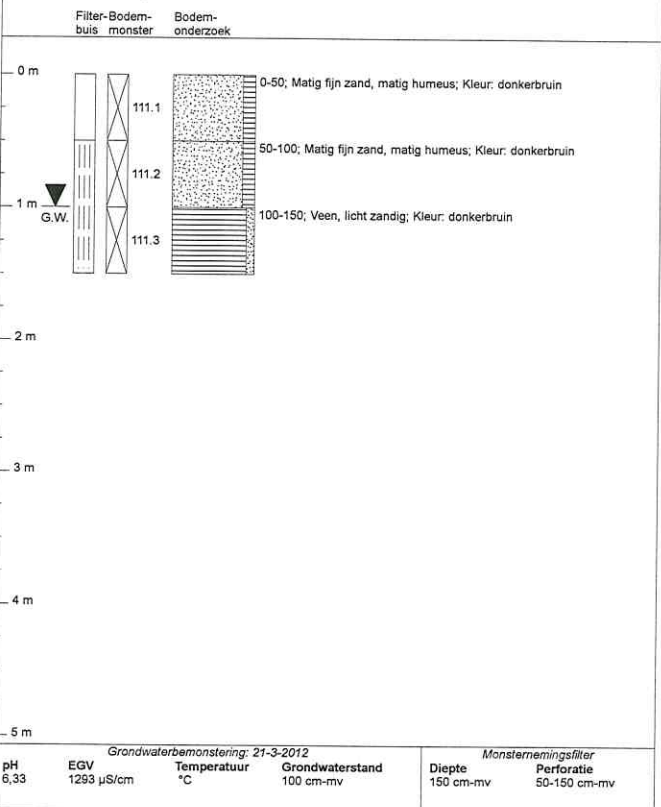 Filter-Bodem- Bodem-
buis monster onderzoek
0 m
0-50; Matig fijn zand, matig humeus; Kleur: donkerbruin
111.1
50-100; Matig fijn zand, matig humeus; Kleur: donkerbruin
111.2
1 m
G.W.
100-150; Veen, licht zandig; Kleur: donkerbruin
111.3
2 m
3 m
4 m
5 m
Grondwaterbemonstering: 21-3-2012 Monsternemingsfilter
pH EGV Temperatuur Grondwaterstand Diepte Perforatie
6,33 1293 µS/cm °C 100 cm-mv 150 cm-mv 50-150 cm-mv